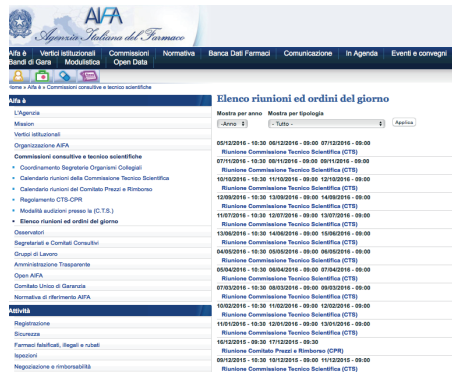 AIFA
Agenzia Italiana del Farmaco
Aifa è Vertici istituzionali Commissioni Normativa Banca Dati Farmaci Comunicazione In Agenda Eventi e convegni
Bandi di Gara Modulistica Open Data
Home » Aifa è » Commissioni consultive e tecnico scientifiche
Aifa è
L'Agenzia
Mission
Vertici istituzionali
Organizzazione AIFA
Commissioni consultive e tecnico scientifiche
Coordinamento Segreterie Organismi Collegiali
Calendario riunioni della Commissione Tecnico Scientifica
Calendario riunioni del Comitato Prezzi e Rimborso
Regolamento CTS-CPR
Modalità audizioni presso la (C.T.S.)
Elenco riunioni ed ordini del giorno
Osservatori
Segretariati e Comitati Consultivi
Gruppi di Lavoro
Amministrazione Trasparente
Open AIFA
Comitato Unico di Garanzia
Normativa di riferimento AIFA
Attività
Registrazione
Sicurezza
Farmaci falsificati, illegali e rubati
Ispezioni
Negoziazione e rimborsabilità
Elenco riunioni ed ordini del giorno
Mostra per anno Mostra per tipologia
-Anno - Tutto - Applica
05/12/2016 - 10:30 06/12/2016 - 09:00 07/12/2016 - 09:00
Riunione Commissione Tecnico Scientifica (CTS)
07/11/2016 - 10:30 08/11/2016 - 09:00 09/11/2016 - 09:00
Riunione Commissione Tecnico Scientifica (CTS)
10/10/2016 - 10:30 11/10/2016 - 09:00 12/10/2016 - 09:00
Riunione Commissione Tecnico Scientifica (CTS)
12/09/2016 - 10:30 13/09/2016 - 09:00 14/09/2016 - 09:00
Riunione Commissione Tecnico Scientifica (CTS)
11/07/2016 - 10:30 12/07/2016 - 09:00 13/07/2016 - 09:00
Riunione Commissione Tecnico Scientifica (CTS)
13/06/2016 - 10:30 14/06/2016 - 09:00 15/06/2016 - 09:00
Riunione Commissione Tecnico Scientifica (CTS)
04/05/2016 - 10:30 05/05/2016 - 09:00 06/05/2016 - 09:00
Riunione Commissione Tecnico Scientifica (CTS)
05/04/2016 - 10:30 06/04/2016 - 09:00 07/04/2016 - 09:00
Riunione Commissione Tecnico Scientifica (CTS)
07/03/2016 - 10:30 08/03/2016 - 09:00 09/03/2016 - 09:00
Riunione Commissione Tecnico Scientifica (CTS)
10/02/2016 - 10:30 11/02/2016 - 09:00 12/02/2016 - 09:00
Riunione Commissione Tecnico Scientifica (CTS)
11/01/2016 - 10:30 12/01/2016 - 09:00 13/01/2016 - 09:00
Riunione Commissione Tecnico Scientifica (CTS)
16/12/2015 - 09:30 17/12/2015 - 09:30
Riunione Comitato Prezzi e Rimborso (CPR)
09/12/2015 - 10:30 10/12/2015 - 09:00 11/12/2015 - 09:00
Riunione Commissione Tecnico Scientifica (CTS)